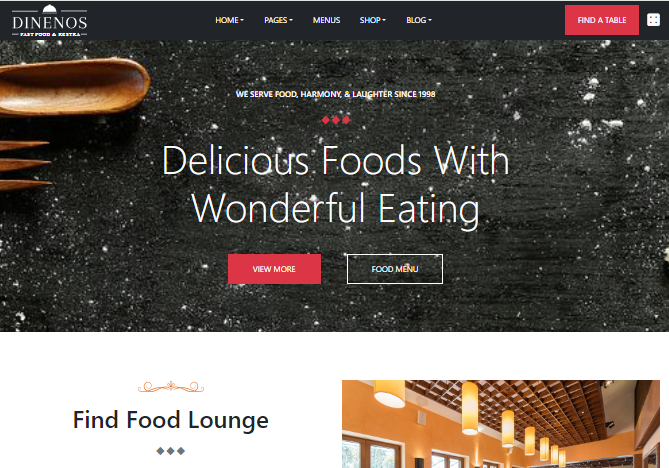 DINENOS
FAST FOOD & RESTRA
HOME
PAGES
MENUS
SHOP
BLOG
FIND A TABLE
WE SERVE FOOD, HARMONY, & LAUGHTER SINCE 1998
Delicious Foods With
Wonderful Eating
VIEW MORE
FOOD MENU
Find Food Lounge